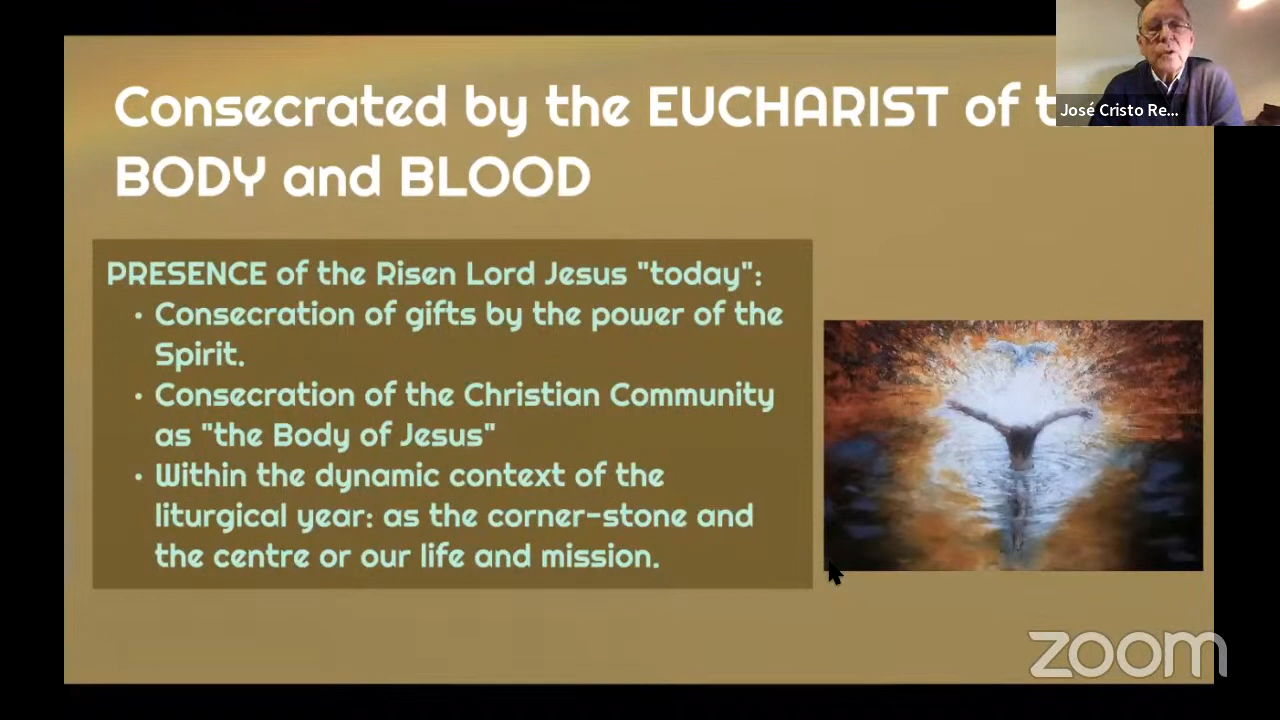 Consecrated by the EUCHARIST of
BODY and BLOOD
José Cristo Re...
PRESENCE of the Risen Lord Jesus "today":
• Consecration of gifts by the power of the
Spirit.
• Consecration of the Christian Community
as "the Body of Jesus"
• Within the dynamic context of the
liturgical year: as the corner-stone and
the centre or our life and mission.
zoom